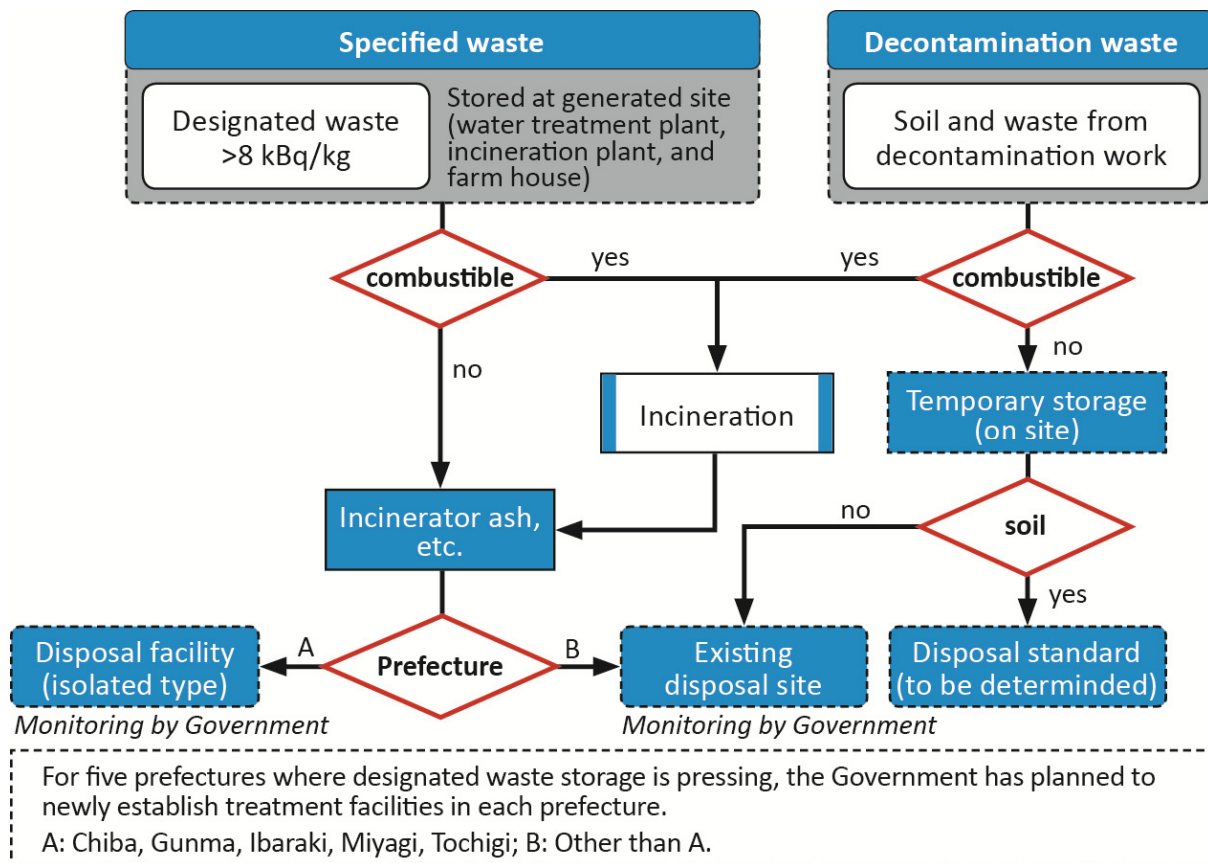 Specified waste
Decontamination waste
Designated waste
>8 kBq/kg
Stored at generated site
(water treatment plant,
incineration plant, and
farm house)
Soil and waste from
decontamination work
combustible
yes
yes
combustible
no
no
Incineration
Temporary storage
(on site)
Incinerator ash,
etc.
no
soil
yes
Disposal facility
(isolated type)
A
Prefecture
B
Existing
disposal site
Disposal standard
(to be determinded)
Monitoring by Government
Monitoring by Government
For five prefectures where designated waste storage is pressing, the Government has planned to
newly establish treatment facilities in each prefecture.
A: Chiba, Gunma, Ibaraki, Miyagi, Tochigi; B: Other than A.